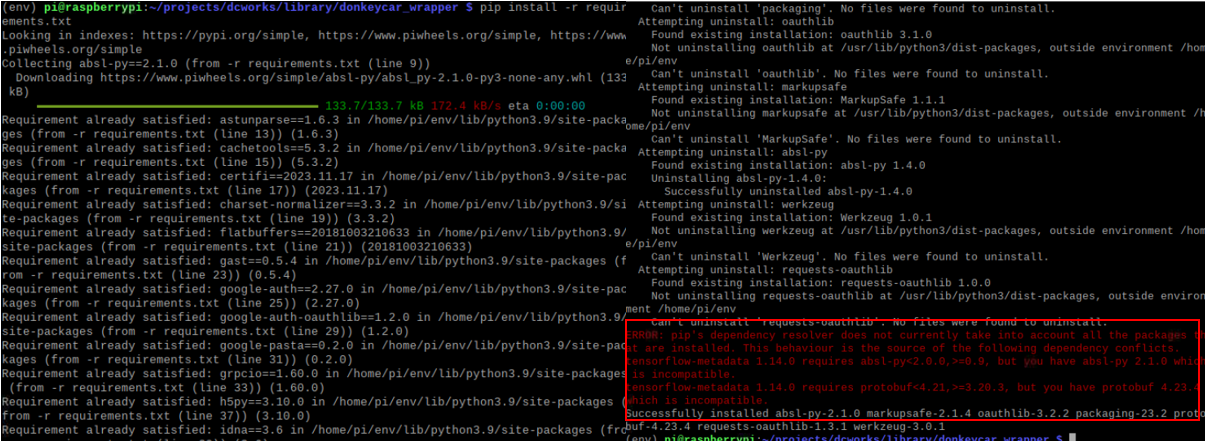 (env) pi@raspberrypi:~/projects/dcworks/library/donkeycar_wrapper $ pip install -r requir
ements.txt
Looking in indexes: https://pypi.org/simple, https://www.piwheels.org/simple, https://www
.piwheels.org/simple
Collecting absl-py==2.1.0 (from -r requirements.txt (line 9))
Downloading https://www.piwheels.org/simple/absl-py/absl_py-2.1.0-py3-none-any.whl (133
kB)
133.7/133.7 kB 172.4 kB/s eta 0:00:00
Requirement already satisfied: astunparse==1.6.3 in /home/pi/env/lib/python3.9/site-packa
ges (from -r requirements.txt (line 13)) (1.6.3)
Requirement already satisfied: cachetools==5.3.2 in /home/pi/env/lib/python3.9/site-packa
ges (from -r requirements.txt (line 15)) (5.3.2)
Requirement already satisfied: certifi==2023.11.17 in /home/pi/env/lib/python3.9/site-pac
kages (from -r requirements.txt (line 17)) (2023.11.17)
Requirement already satisfied: charset-normalizer==3.3.2 in /home/pi/env/lib/python3.9/si
te-packages (from -r requirements.txt (line 19)) (3.3.2)
Requirement already satisfied: flatbuffers==20181003210633 in /home/pi/env/lib/python3.9/
site-packages (from -r requirements.txt (line 21)) (20181003210633)
Requirement already satisfied: gast==0.5.4 in /home/pi/env/lib/python3.9/site-packages (f
rom -r requirements.txt (line 23)) (0.5.4)
Requirement already satisfied: google-auth==2.27.0 in /home/pi/env/lib/python3.9/site-pac
kages (from -r requirements.txt (line 25)) (2.27.0)
Requirement already satisfied: google-auth-oauthlib==1.2.0 in /home/pi/env/lib/python3.9/
site-packages (from -r requirements.txt (line 29)) (1.2.0)
Requirement already satisfied: google-pasta==0.2.0 in /home/pi/env/lib/python3.9/site-pac
kages (from -r requirements.txt (line 31)) (0.2.0)
Requirement already satisfied: grpcio==1.60.0 in /home/pi/env/lib/python3.9/site-packages
(from -r requirements.txt (line 33)) (1.60.0)
Requirement already satisfied: h5py==3.10.0 in /home/pi/env/lib/python3.9/site-packages (
from -r requirements.txt (line 37)) (3.10.0)
Requirement already satisfied: idna==3.6 in /home/pi/env/lib/python3.9/site-packages (fro
Can't uninstall 'packaging'. No files were found to uninstall.
Attempting uninstall: oauthlib
Found existing installation: oauthlib 3.1.0
Not uninstalling oauthlib at /usr/lib/python3/dist-packages, outside environment /hom
e/pi/env
Can't uninstall 'oauthlib'. No files were found to uninstall.
Attempting uninstall: markupsafe
Found existing installation: MarkupSafe 1.1.1
Not uninstalling markupsafe at /usr/lib/python3/dist-packages, outside environment /h
ome/pi/env
Can't uninstall 'MarkupSafe'. No files were found to uninstall.
Attempting uninstall: absl-py
Found existing installation: absl-py 1.4.0
Uninstalling absl-py-1.4.0:
Successfully uninstalled absl-py-1.4.0
Attempting uninstall: werkzeug
Found existing installation: Werkzeug 1.0.1
Not uninstalling werkzeug at /usr/lib/python3/dist-packages, outside environment /hom
e/pi/env
Can't uninstall 'Werkzeug'. No files were found to uninstall.
Attempting uninstall: requests-oauthlib
Found existing installation: requests-oauthlib 1.0.0
Not uninstalling requests-oauthlib at /usr/lib/python3/dist-packages, outside environ
ment /home/pi/env
Can't uninstall 'requests-oauthlib'. No files were found to uninstall.
ERROR: pip's dependency resolver does not currently take into account all the packages th
at are installed. This behaviour is the source of the following dependency conflicts.
tensorflow-metadata 1.14.0 requires absl-py<2.0.0,>=0.9, but you have absl-py 2.1.0 which
is incompatible.
tensorflow-metadata 1.14.0 requires protobuf<4.21,>=3.20.3, but you have protobuf 4.23.4
which is incompatible.
Successfully installed absl-py-2.1.0 markupsafe-2.1.4 oauthlib-3.2.2 packaging-23.2 proto
buf-4.23.4 requests-oauthlib-1.3.1 werkzeug-3.0.1
(env) pi@raspberrypi:~/projects/dcworks/library/donkeycar_wrapper $